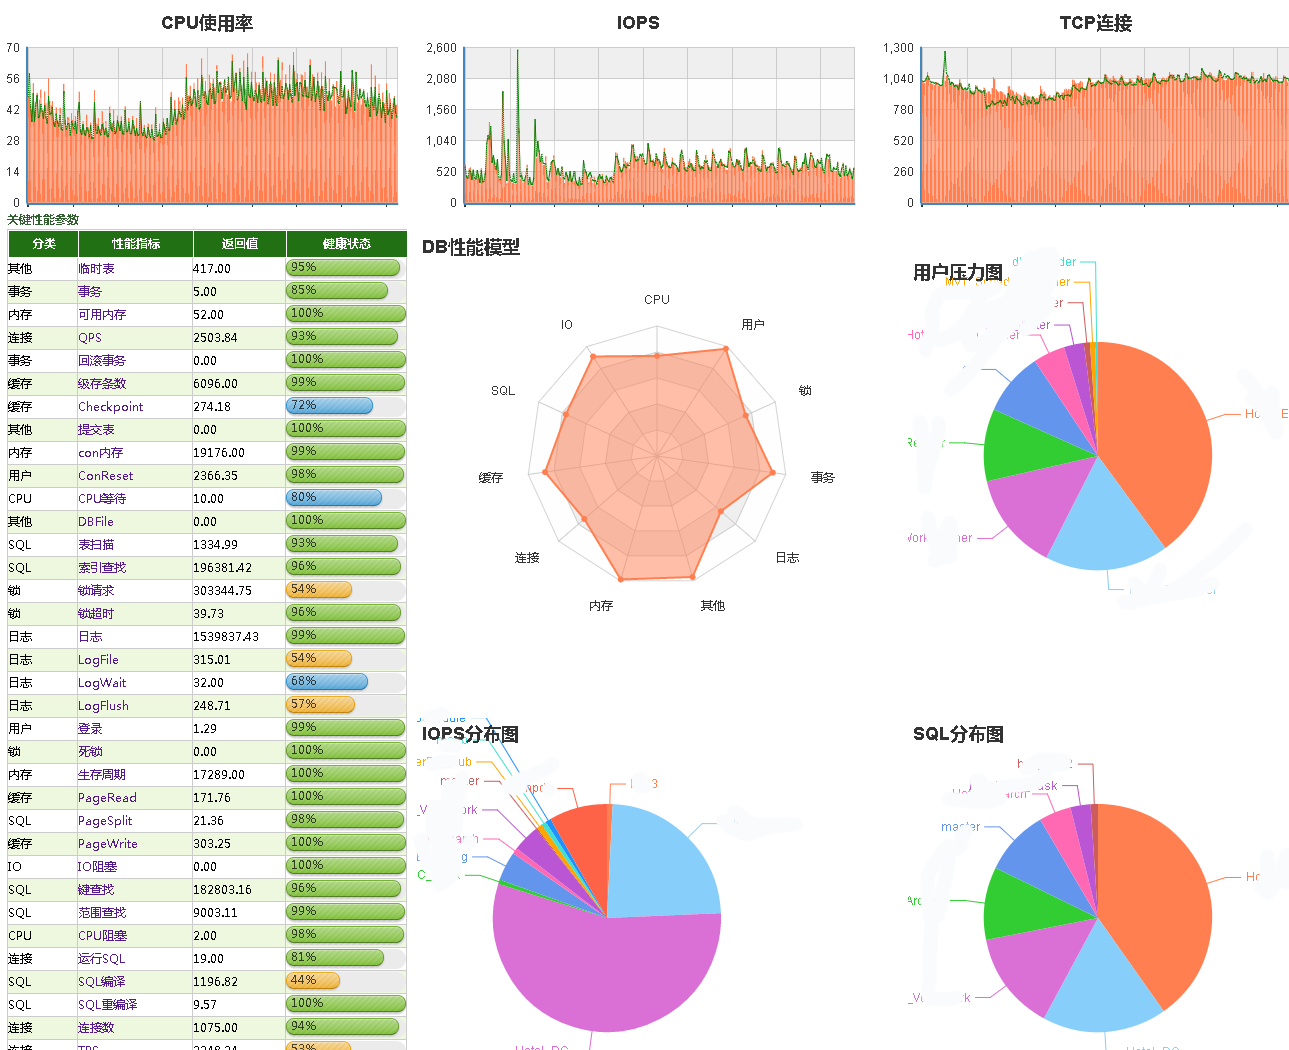 CPU使用率
70
56
42
28
14
0
IOPS
2,600
2,080
1,560
1,040
520
0
TCP连接
1,300
1,040
780
520
260
0
关键性能参数
分类 性能指标 返回值 健康状态
其他 临时表 417.00 95%
事务 事务 5.00 85%
内存 可用内存 52.00 100%
连接 QPS 2503.84 93%
事务 回滚事务 0.00 100%
缓存 级存条数 6096.00 99%
缓存 Checkpoint 274.18 72%
其他 提交表 0.00 100%
内存 con内存 19176.00 99%
用户 ConReset 2366.35 98%
CPU CPU等待 10.00 80%
其他 DBFile 0.00 100%
SQL 表扫描 1334.99 93%
SQL 索引查找 196381.42 96%
锁 锁请求 303344.75 54%
锁 锁超时 39.73 96%
日志 日志 1539837.43 99%
日志 LogFile 315.01 54%
日志 LogWait 32.00 68%
日志 LogFlush 248.71 57%
用户 登录 1.29 99%
锁 死锁 0.00 100%
内存 生存周期 17289.00 100%
缓存 PageRead 171.76 100%
SQL PageSplit 21.36 98%
缓存 PageWrite 303.25 100%
IO IO阻塞 0.00 100%
SQL 键查找 182803.16 96%
SQL 范围查找 9003.11 99%
CPU CPU阻塞 2.00 98%
连接 运行SQL 19.00 81%
SQL SQL编译 1196.82 44%
SQL SQL重编译 9.57 100%
连接 连接数 1075.00 94%
连接 TPS 2248.24 53%
DB性能模型
CPU
用户
锁
事务
日志
其他
内存
连接
缓存
SQL
IO
用户压力图
IOPS分布图
SQL分布图
master